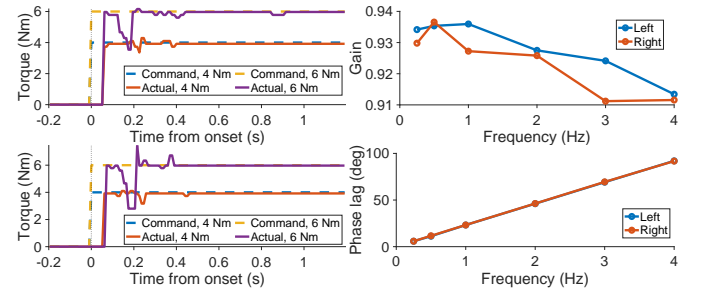 Torque (Nm)
6
4
2
0
Command, 4 Nm
Command, 6 Nm
Actual, 4 Nm
Actual, 6 Nm
-0.2 0 0.2 0.4 0.6 0.8 1
Time from onset (s)
Gain
0.94
0.93
0.92
0.91
Left
Right
0 1 2 3 4
Frequency (Hz)
Torque (Nm)
6
4
2
0
Command, 4 Nm
Command, 6 Nm
Actual, 4 Nm
Actual, 6 Nm
-0.2 0 0.2 0.4 0.6 0.8 1
Time from onset (s)
Phase lag (deg)
100
50
0
Left
Right
0 1 2 3 4
Frequency (Hz)